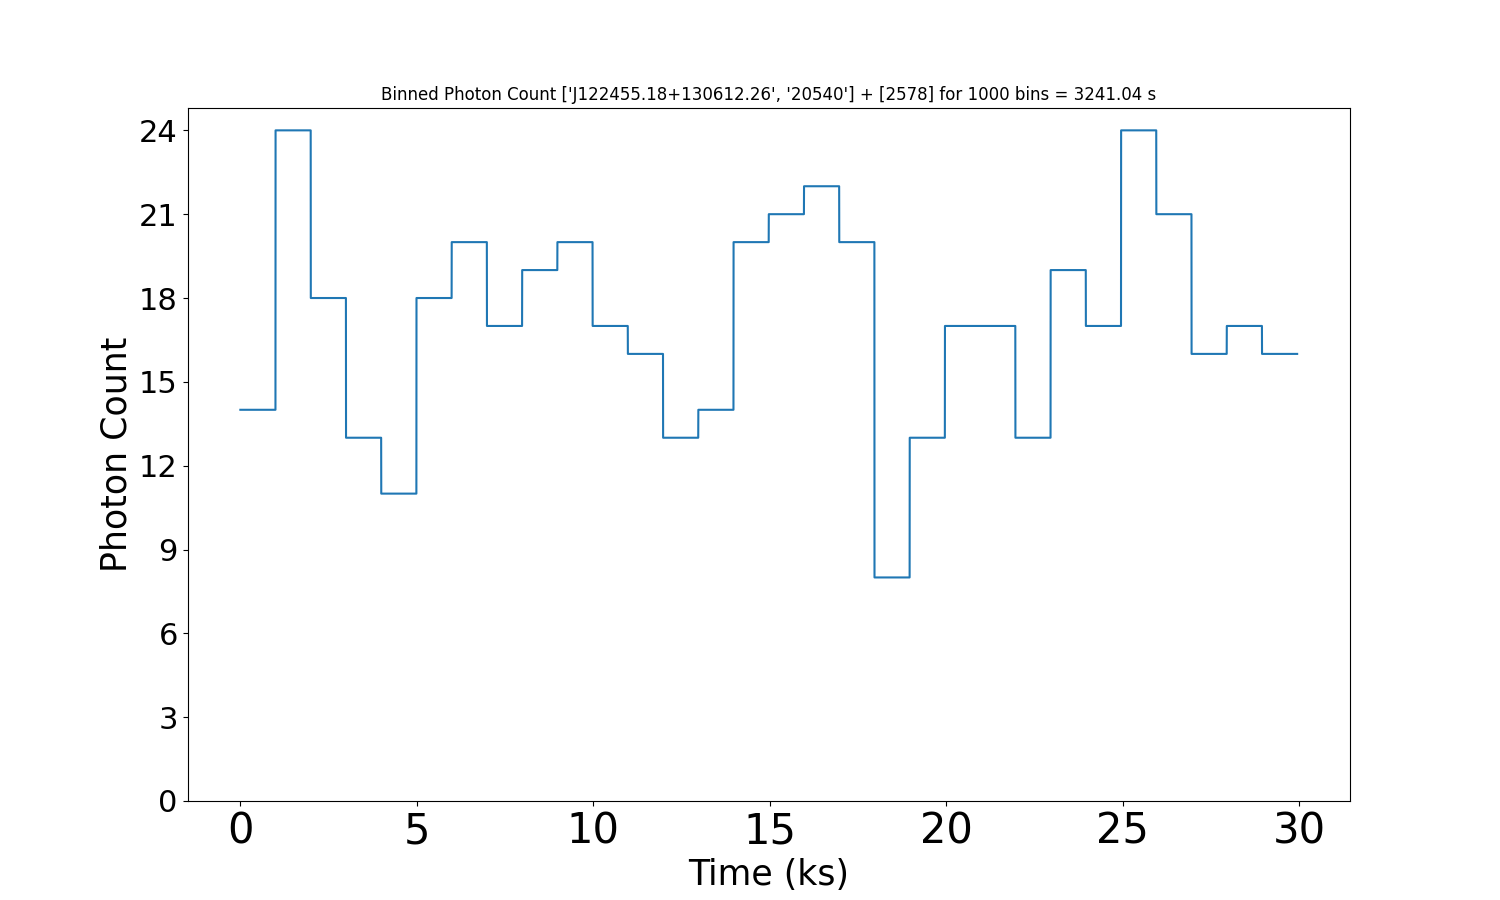 Binned Photon Count ['J122455.18+130612.26', '20540'] + [2578] for 1000 bins = 3241.04 s
24
21
18
15
12
9
6
3
0
Photon Count
0 5 10 15 20 25 30
Time (ks)